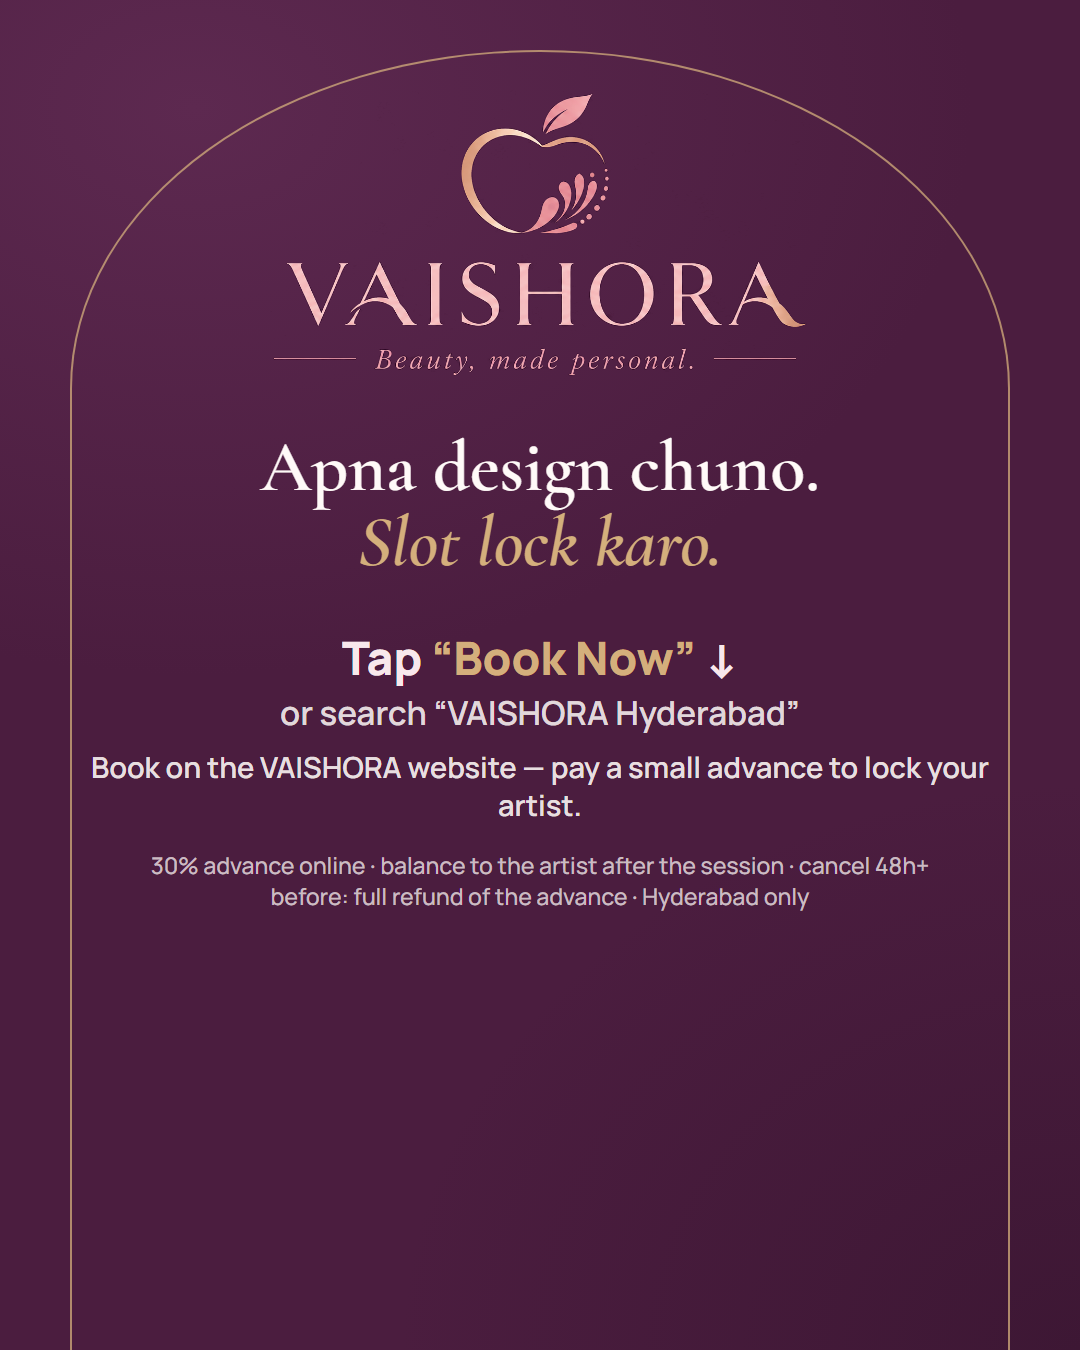 VAISHORA
Beauty, made personal.
Apna design chuno.
Slot lock karo.
Tap “Book Now” ↓
or search “VAISHORA Hyderabad”
Book on the VAISHORA website — pay a small advance to lock your
artist.
30% advance online · balance to the artist after the session · cancel 48h+
before: full refund of the advance · Hyderabad only